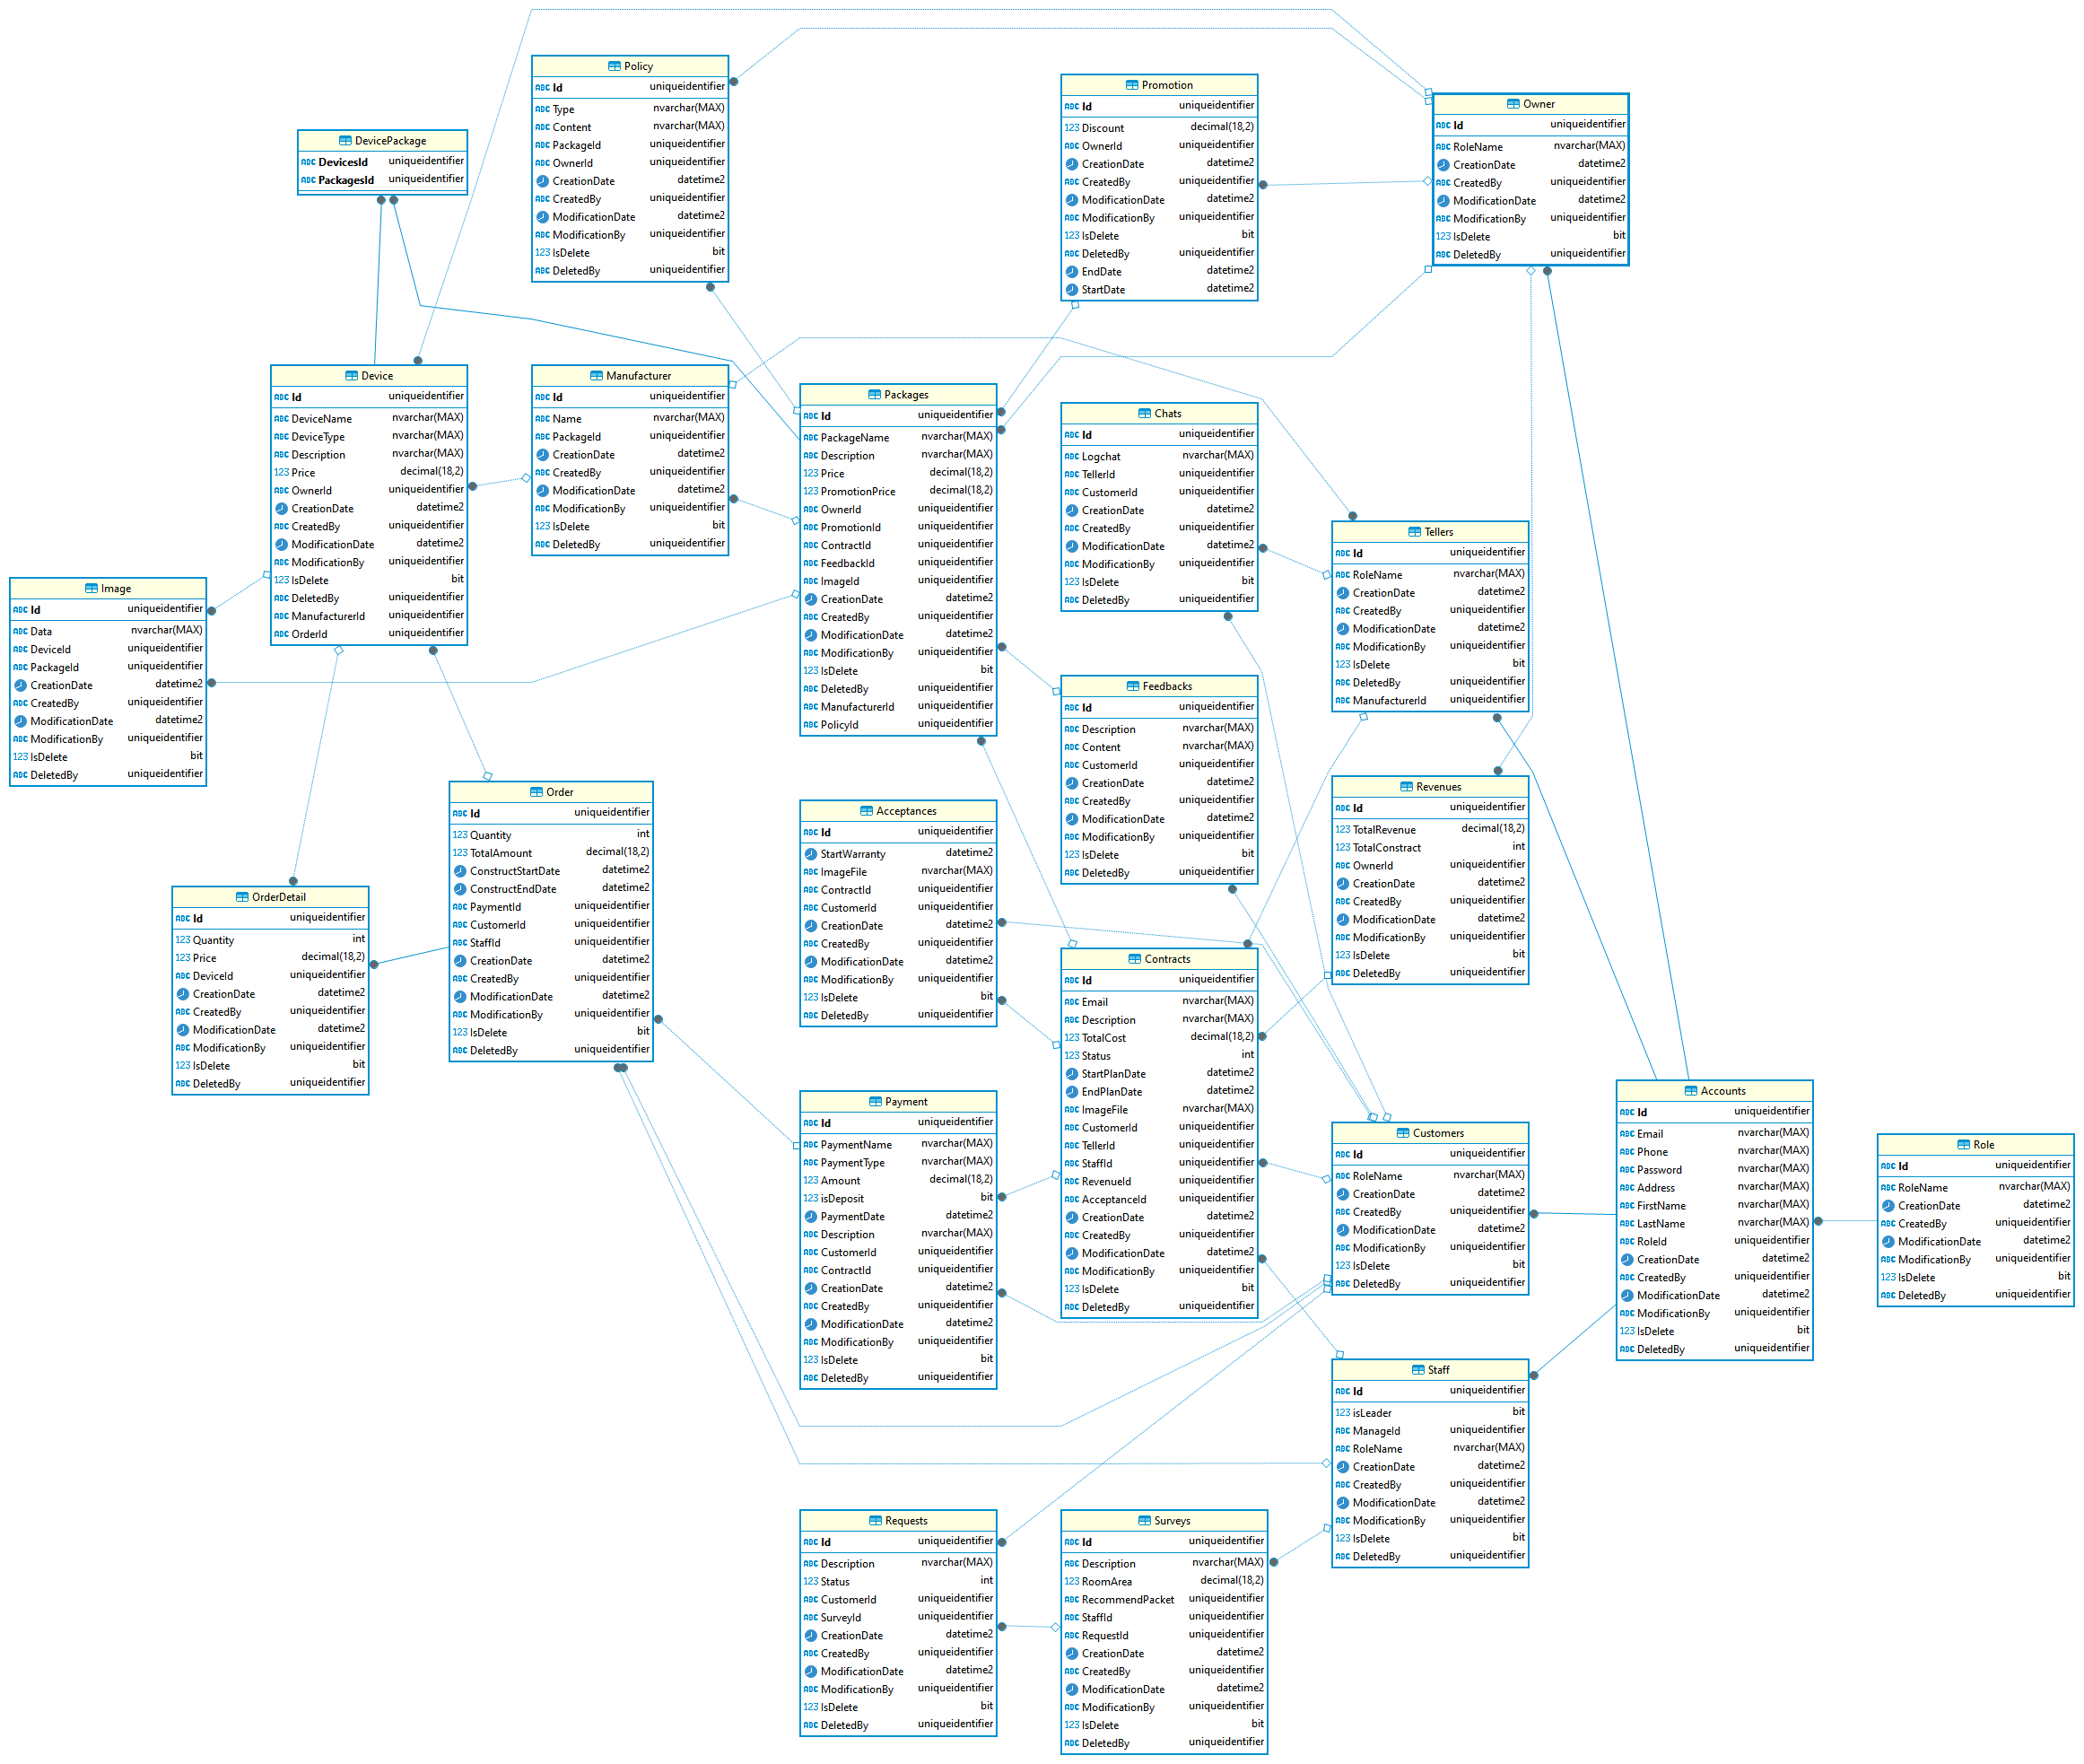 Policy
Id uniqueidentifier
Type nvarchar(MAX)
Content nvarchar(MAX)
PackageId uniqueidentifier
OwnerId uniqueidentifier
CreationDate datetime2
CreatedBy uniqueidentifier
ModificationDate datetime2
ModificationBy uniqueidentifier
IsDelete bit
DeletedBy uniqueidentifier
Promotion
Id uniqueidentifier
Discount decimal(18,2)
OwnerId uniqueidentifier
CreationDate datetime2
CreatedBy uniqueidentifier
ModificationDate datetime2
ModificationBy uniqueidentifier
IsDelete bit
DeletedBy uniqueidentifier
EndDate datetime2
StartDate datetime2
Owner
Id uniqueidentifier
RoleName nvarchar(MAX)
CreationDate datetime2
CreatedBy uniqueidentifier
ModificationDate datetime2
ModificationBy uniqueidentifier
IsDelete bit
DeletedBy uniqueidentifier
DevicePackage
DevicesId uniqueidentifier
PackagesId uniqueidentifier
Device
Id uniqueidentifier
DeviceName nvarchar(MAX)
DeviceType nvarchar(MAX)
Description nvarchar(MAX)
Price decimal(18,2)
OwnerId uniqueidentifier
CreationDate datetime2
CreatedBy uniqueidentifier
ModificationDate datetime2
ModificationBy uniqueidentifier
IsDelete bit
DeletedBy uniqueidentifier
ManufacturerId uniqueidentifier
OrderId uniqueidentifier
Manufacturer
Id uniqueidentifier
Name nvarchar(MAX)
PackageId uniqueidentifier
CreationDate datetime2
CreatedBy uniqueidentifier
ModificationDate datetime2
ModificationBy uniqueidentifier
IsDelete bit
DeletedBy uniqueidentifier
Packages
Id uniqueidentifier
PackageName nvarchar(MAX)
Description nvarchar(MAX)
Price decimal(18,2)
PromotionPrice decimal(18,2)
OwnerId uniqueidentifier
PromotionId uniqueidentifier
ContractId uniqueidentifier
FeedbackId uniqueidentifier
ImageId uniqueidentifier
CreationDate datetime2
CreatedBy uniqueidentifier
ModificationDate datetime2
ModificationBy uniqueidentifier
IsDelete bit
DeletedBy uniqueidentifier
ManufacturerId uniqueidentifier
PolicyId uniqueidentifier
Chats
Id uniqueidentifier
Logchat nvarchar(MAX)
TellerId uniqueidentifier
CustomerId uniqueidentifier
CreationDate datetime2
CreatedBy uniqueidentifier
ModificationDate datetime2
ModificationBy uniqueidentifier
IsDelete bit
DeletedBy uniqueidentifier
Tellers
Id uniqueidentifier
RoleName nvarchar(MAX)
CreationDate datetime2
CreatedBy uniqueidentifier
ModificationDate datetime2
ModificationBy uniqueidentifier
IsDelete bit
DeletedBy uniqueidentifier
ManufacturerId uniqueidentifier
Image
Id uniqueidentifier
Data nvarchar(MAX)
DeviceId uniqueidentifier
PackageId uniqueidentifier
CreationDate datetime2
CreatedBy uniqueidentifier
ModificationDate datetime2
ModificationBy uniqueidentifier
IsDelete bit
DeletedBy uniqueidentifier
Feedbacks
Id uniqueidentifier
Description nvarchar(MAX)
Content nvarchar(MAX)
CustomerId uniqueidentifier
CreationDate datetime2
CreatedBy uniqueidentifier
ModificationDate datetime2
ModificationBy uniqueidentifier
IsDelete bit
DeletedBy uniqueidentifier
Revenues
Id uniqueidentifier
TotalRevenue decimal(18,2)
TotalConstract int
OwnerId uniqueidentifier
CreationDate datetime2
CreatedBy uniqueidentifier
ModificationDate datetime2
ModificationBy uniqueidentifier
IsDelete bit
DeletedBy uniqueidentifier
Order
Id uniqueidentifier
Quantity int
TotalAmount decimal(18,2)
ConstructStartDate datetime2
ConstructEndDate datetime2
PaymentId uniqueidentifier
CustomerId uniqueidentifier
StaffId uniqueidentifier
CreationDate datetime2
CreatedBy uniqueidentifier
ModificationDate datetime2
ModificationBy uniqueidentifier
IsDelete bit
DeletedBy uniqueidentifier
Acceptances
Id uniqueidentifier
StartWarranty datetime2
ImageFile nvarchar(MAX)
ContractId uniqueidentifier
CustomerId uniqueidentifier
CreationDate datetime2
CreatedBy uniqueidentifier
ModificationDate datetime2
ModificationBy uniqueidentifier
IsDelete bit
DeletedBy uniqueidentifier
OrderDetail
Id uniqueidentifier
Quantity int
Price decimal(18,2)
DeviceId uniqueidentifier
CreationDate datetime2
CreatedBy uniqueidentifier
ModificationDate datetime2
ModificationBy uniqueidentifier
IsDelete bit
DeletedBy uniqueidentifier
Contracts
Id uniqueidentifier
Email nvarchar(MAX)
Description nvarchar(MAX)
TotalCost decimal(18,2)
Status int
StartPlanDate datetime2
EndPlanDate datetime2
ImageFile nvarchar(MAX)
CustomerId uniqueidentifier
TellerId uniqueidentifier
StaffId uniqueidentifier
RevenueId uniqueidentifier
AcceptanceId uniqueidentifier
CreationDate datetime2
CreatedBy uniqueidentifier
ModificationDate datetime2
ModificationBy uniqueidentifier
IsDelete bit
DeletedBy uniqueidentifier
Payment
Id uniqueidentifier
PaymentName nvarchar(MAX)
PaymentType nvarchar(MAX)
Amount decimal(18,2)
isDeposit bit
PaymentDate datetime2
Description nvarchar(MAX)
CustomerId uniqueidentifier
ContractId uniqueidentifier
CreationDate datetime2
CreatedBy uniqueidentifier
ModificationDate datetime2
ModificationBy uniqueidentifier
IsDelete bit
DeletedBy uniqueidentifier
Customers
Id uniqueidentifier
RoleName nvarchar(MAX)
CreationDate datetime2
CreatedBy uniqueidentifier
ModificationDate datetime2
ModificationBy uniqueidentifier
IsDelete bit
DeletedBy uniqueidentifier
Accounts
Id uniqueidentifier
Email nvarchar(MAX)
Phone nvarchar(MAX)
Password nvarchar(MAX)
Address nvarchar(MAX)
FirstName nvarchar(MAX)
LastName nvarchar(MAX)
RoleId uniqueidentifier
CreationDate datetime2
CreatedBy uniqueidentifier
ModificationDate datetime2
ModificationBy uniqueidentifier
IsDelete bit
DeletedBy uniqueidentifier
Role
Id uniqueidentifier
RoleName nvarchar(MAX)
CreationDate datetime2
CreatedBy uniqueidentifier
ModificationDate datetime2
ModificationBy uniqueidentifier
IsDelete bit
DeletedBy uniqueidentifier
Staff
Id uniqueidentifier
isLeader bit
ManageId uniqueidentifier
RoleName nvarchar(MAX)
CreationDate datetime2
CreatedBy uniqueidentifier
ModificationDate datetime2
ModificationBy uniqueidentifier
IsDelete bit
DeletedBy uniqueidentifier
Requests
Id uniqueidentifier
Description nvarchar(MAX)
Status int
CustomerId uniqueidentifier
SurveyId uniqueidentifier
CreationDate datetime2
CreatedBy uniqueidentifier
ModificationDate datetime2
ModificationBy uniqueidentifier
IsDelete bit
DeletedBy uniqueidentifier
Surveys
Id uniqueidentifier
Description nvarchar(MAX)
RoomArea decimal(18,2)
RecommendPacket uniqueidentifier
StaffId uniqueidentifier
RequestId uniqueidentifier
CreationDate datetime2
CreatedBy uniqueidentifier
ModificationDate datetime2
ModificationBy uniqueidentifier
IsDelete bit
DeletedBy uniqueidentifier